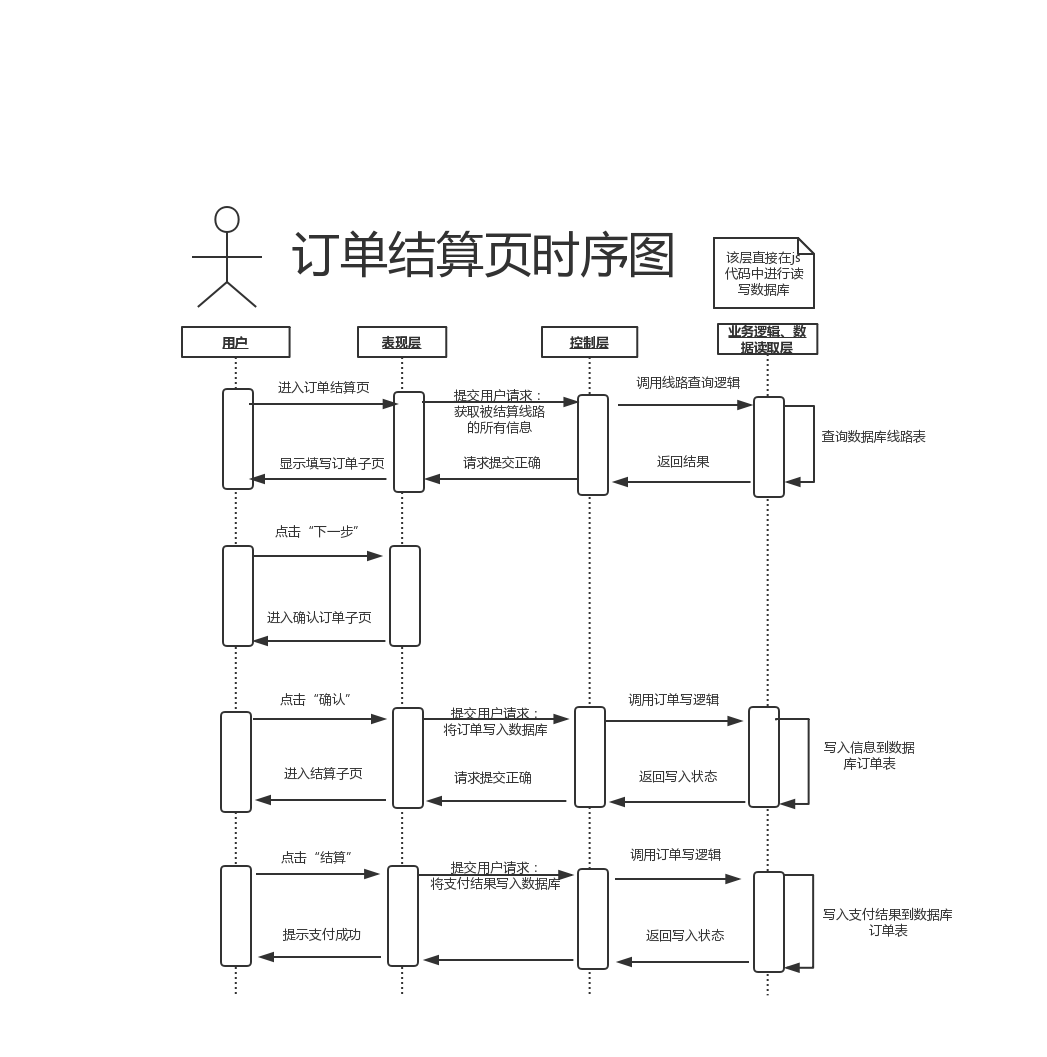 订单结算页时序图
该层直接在js
代码中进行读
写数据库
用户
表现层
控制层
业务逻辑、数
据读取层
进入订单结算页
提交用户请求：
获取被结算线路
的所有信息
调用线路查询逻辑
查询数据库线路表
显示填写订单子页
请求提交正确
返回结果
点击“下一步”
进入确认订单子页
点击“确认”
提交用户请求：
将订单写入数据库
调用订单写逻辑
写入信息到数据
库订单表
进入结算子页
请求提交正确
返回写入状态
点击“结算”
提交用户请求：
将支付结果写入数据库
调用订单写逻辑
写入支付结果到数据库
订单表
提示支付成功
返回写入状态